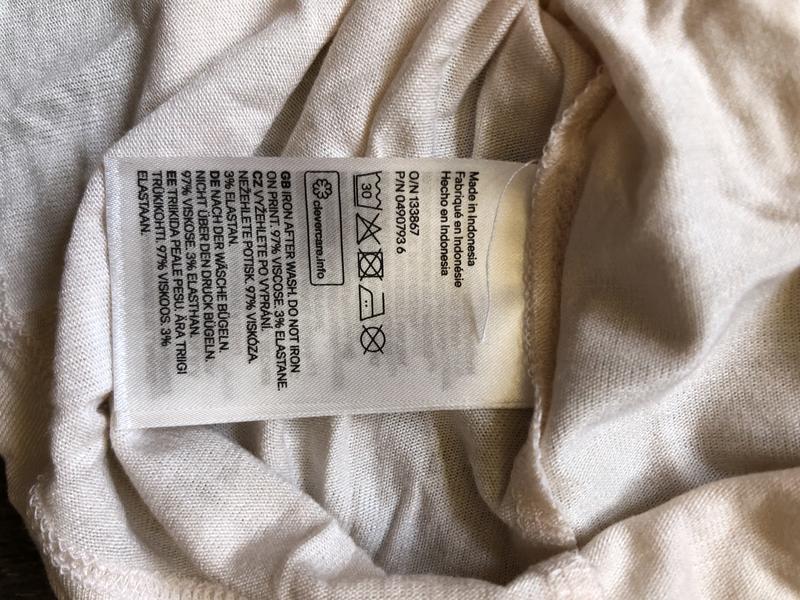 Made in Indonesia
Fabriqué en Indonésie
Hecho en Indonesia
O/N 133867
P/N 0490793 6
30
clevercare.info
GB IRON AFTER WASH. DO NOT IRON
ON PRINT. 97% VISCOSE. 3% ELASTANE.
CZ VYŽEHLETE PO VYPRÁNÍ.
NEŽEHLETE POTISK. 97% VISKÓZA.
3% ELASTAN.
DE NACH DER WÄSCHE BÜGELN.
NICHT ÜBER DEN DRUCK BÜGELN.
97% VISKOSE. 3% ELASTHAN.
EE TRIIKIDA PEALE PESU. ÄRA TRIIGI
TRÜKIKOHTI. 97% VISKOOS. 3%
ELASTAAN.